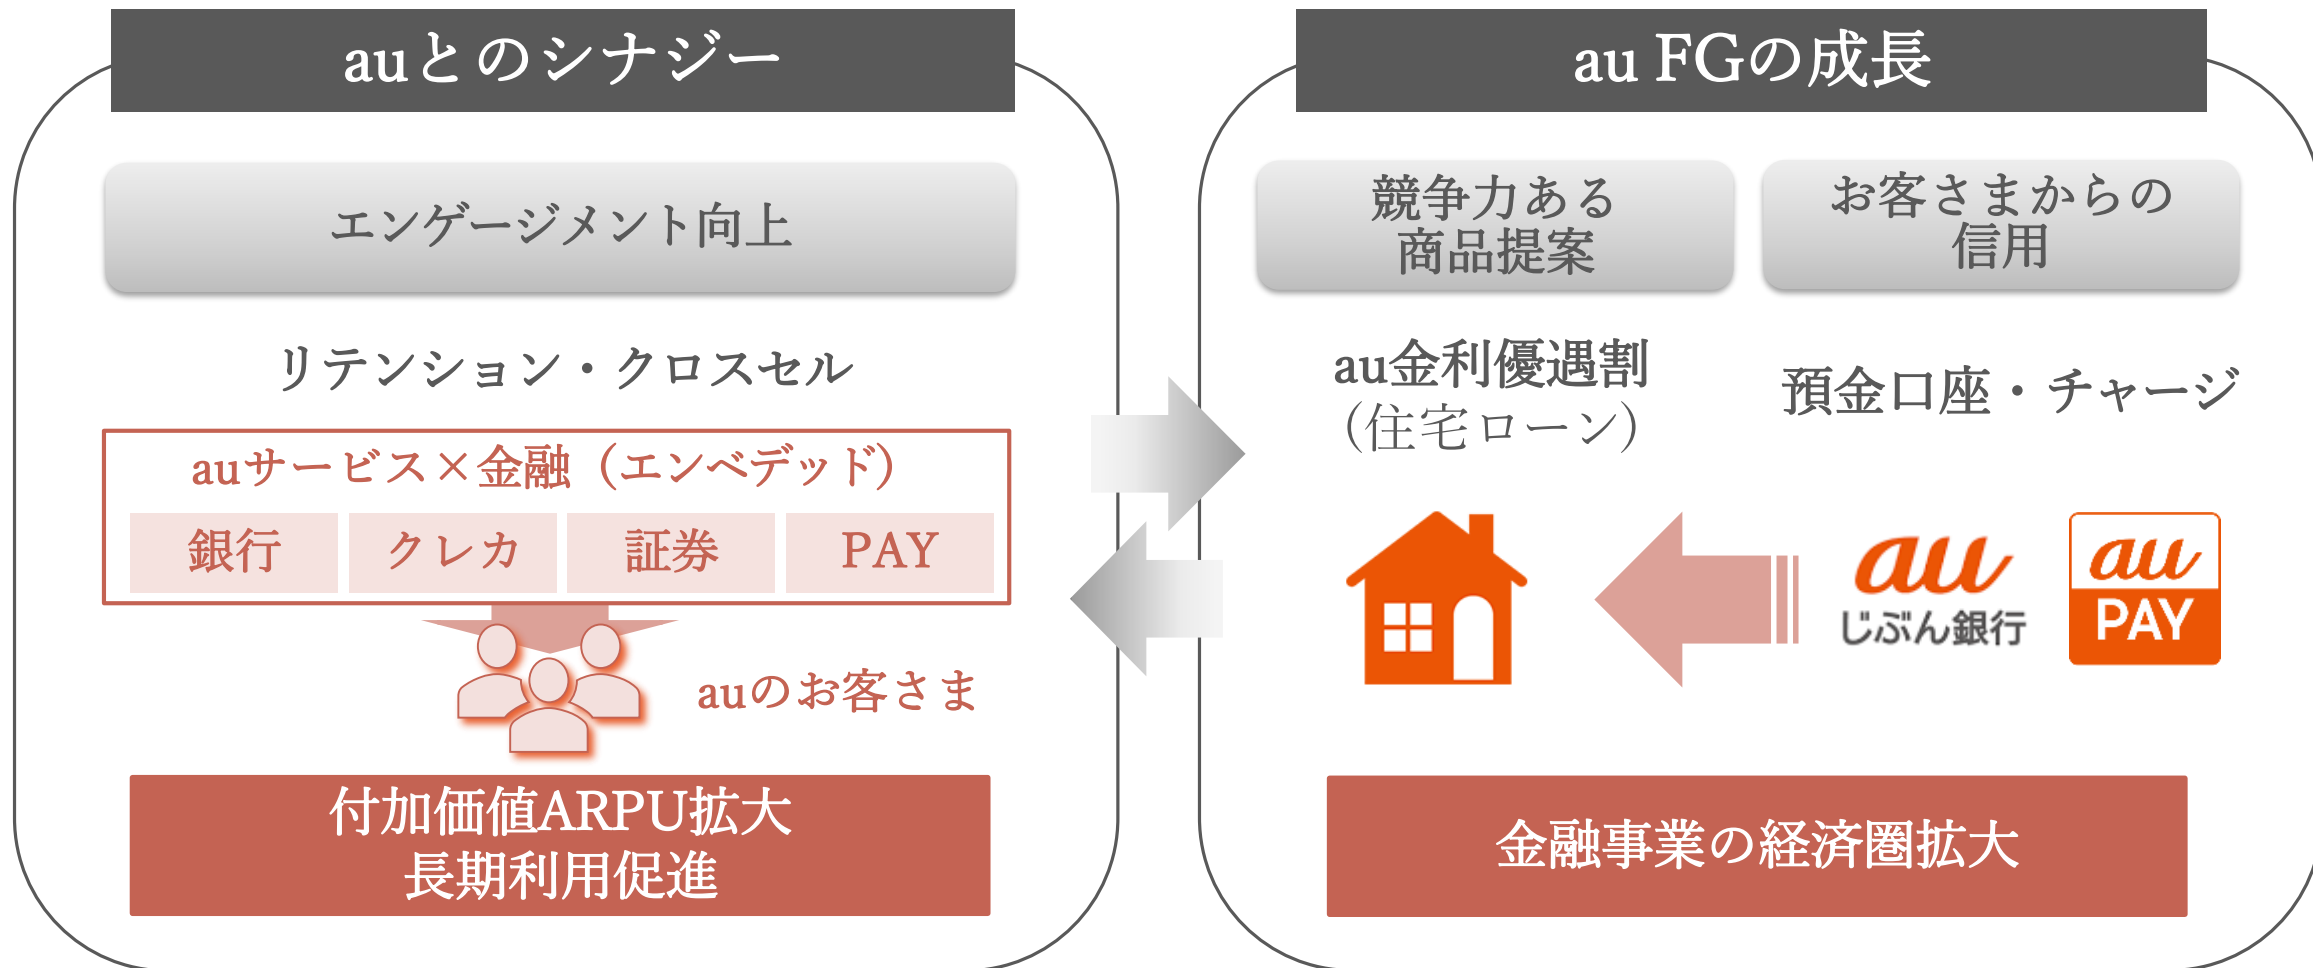 auとのシナジー
エンゲージメント向上
リテンション・クロスセル
auサービス×金融（エンベデッド）
銀行 クレカ 証券 PAY
auのお客さま
付加価値ARPU拡大
長期利用促進
au FGの成長
競争力ある
商品提案
お客さまからの
信用
au金利優遇割
（住宅ローン）
預金口座・チャージ
au
じぶん銀行
au
PAY
金融事業の経済圏拡大